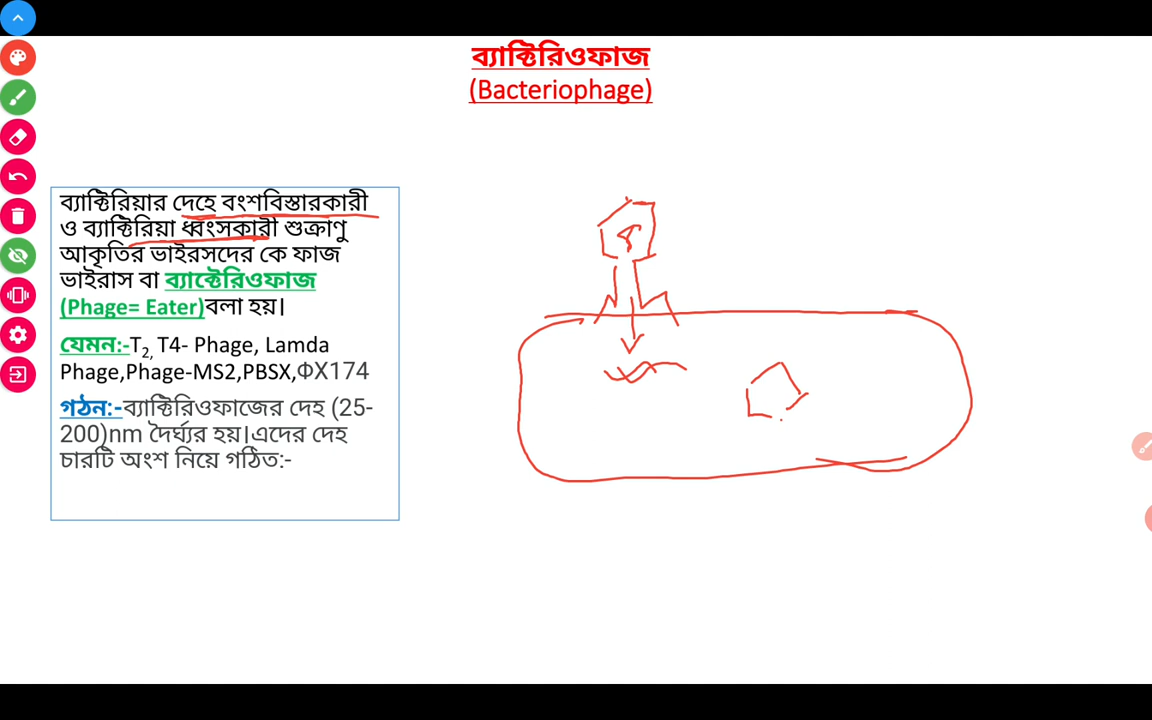 ব্যাক্টিরিওফাজ
(Bacteriophage)
ব্যাক্টিরিয়ার দেহে বংশবিস্তারকারী
ও ব্যাক্টিরিয়া ধ্বংসকারী শুক্রাণু
আকৃতির ভাইরসদের কে ফাজ
ভাইরাস বা ব্যাক্টেরিওফাজ
(Phage= Eater)বলা হয়।
যেমন:-T2, T4- Phage, Lamda
Phage,Phage-MS2,PBSX,ΦX174
গঠন:-ব্যাক্টিরিওফাজের দেহ (25-
200)nm দৈর্ঘ্যর হয়।এদের দেহ
চারটি অংশ নিয়ে গঠিত:-